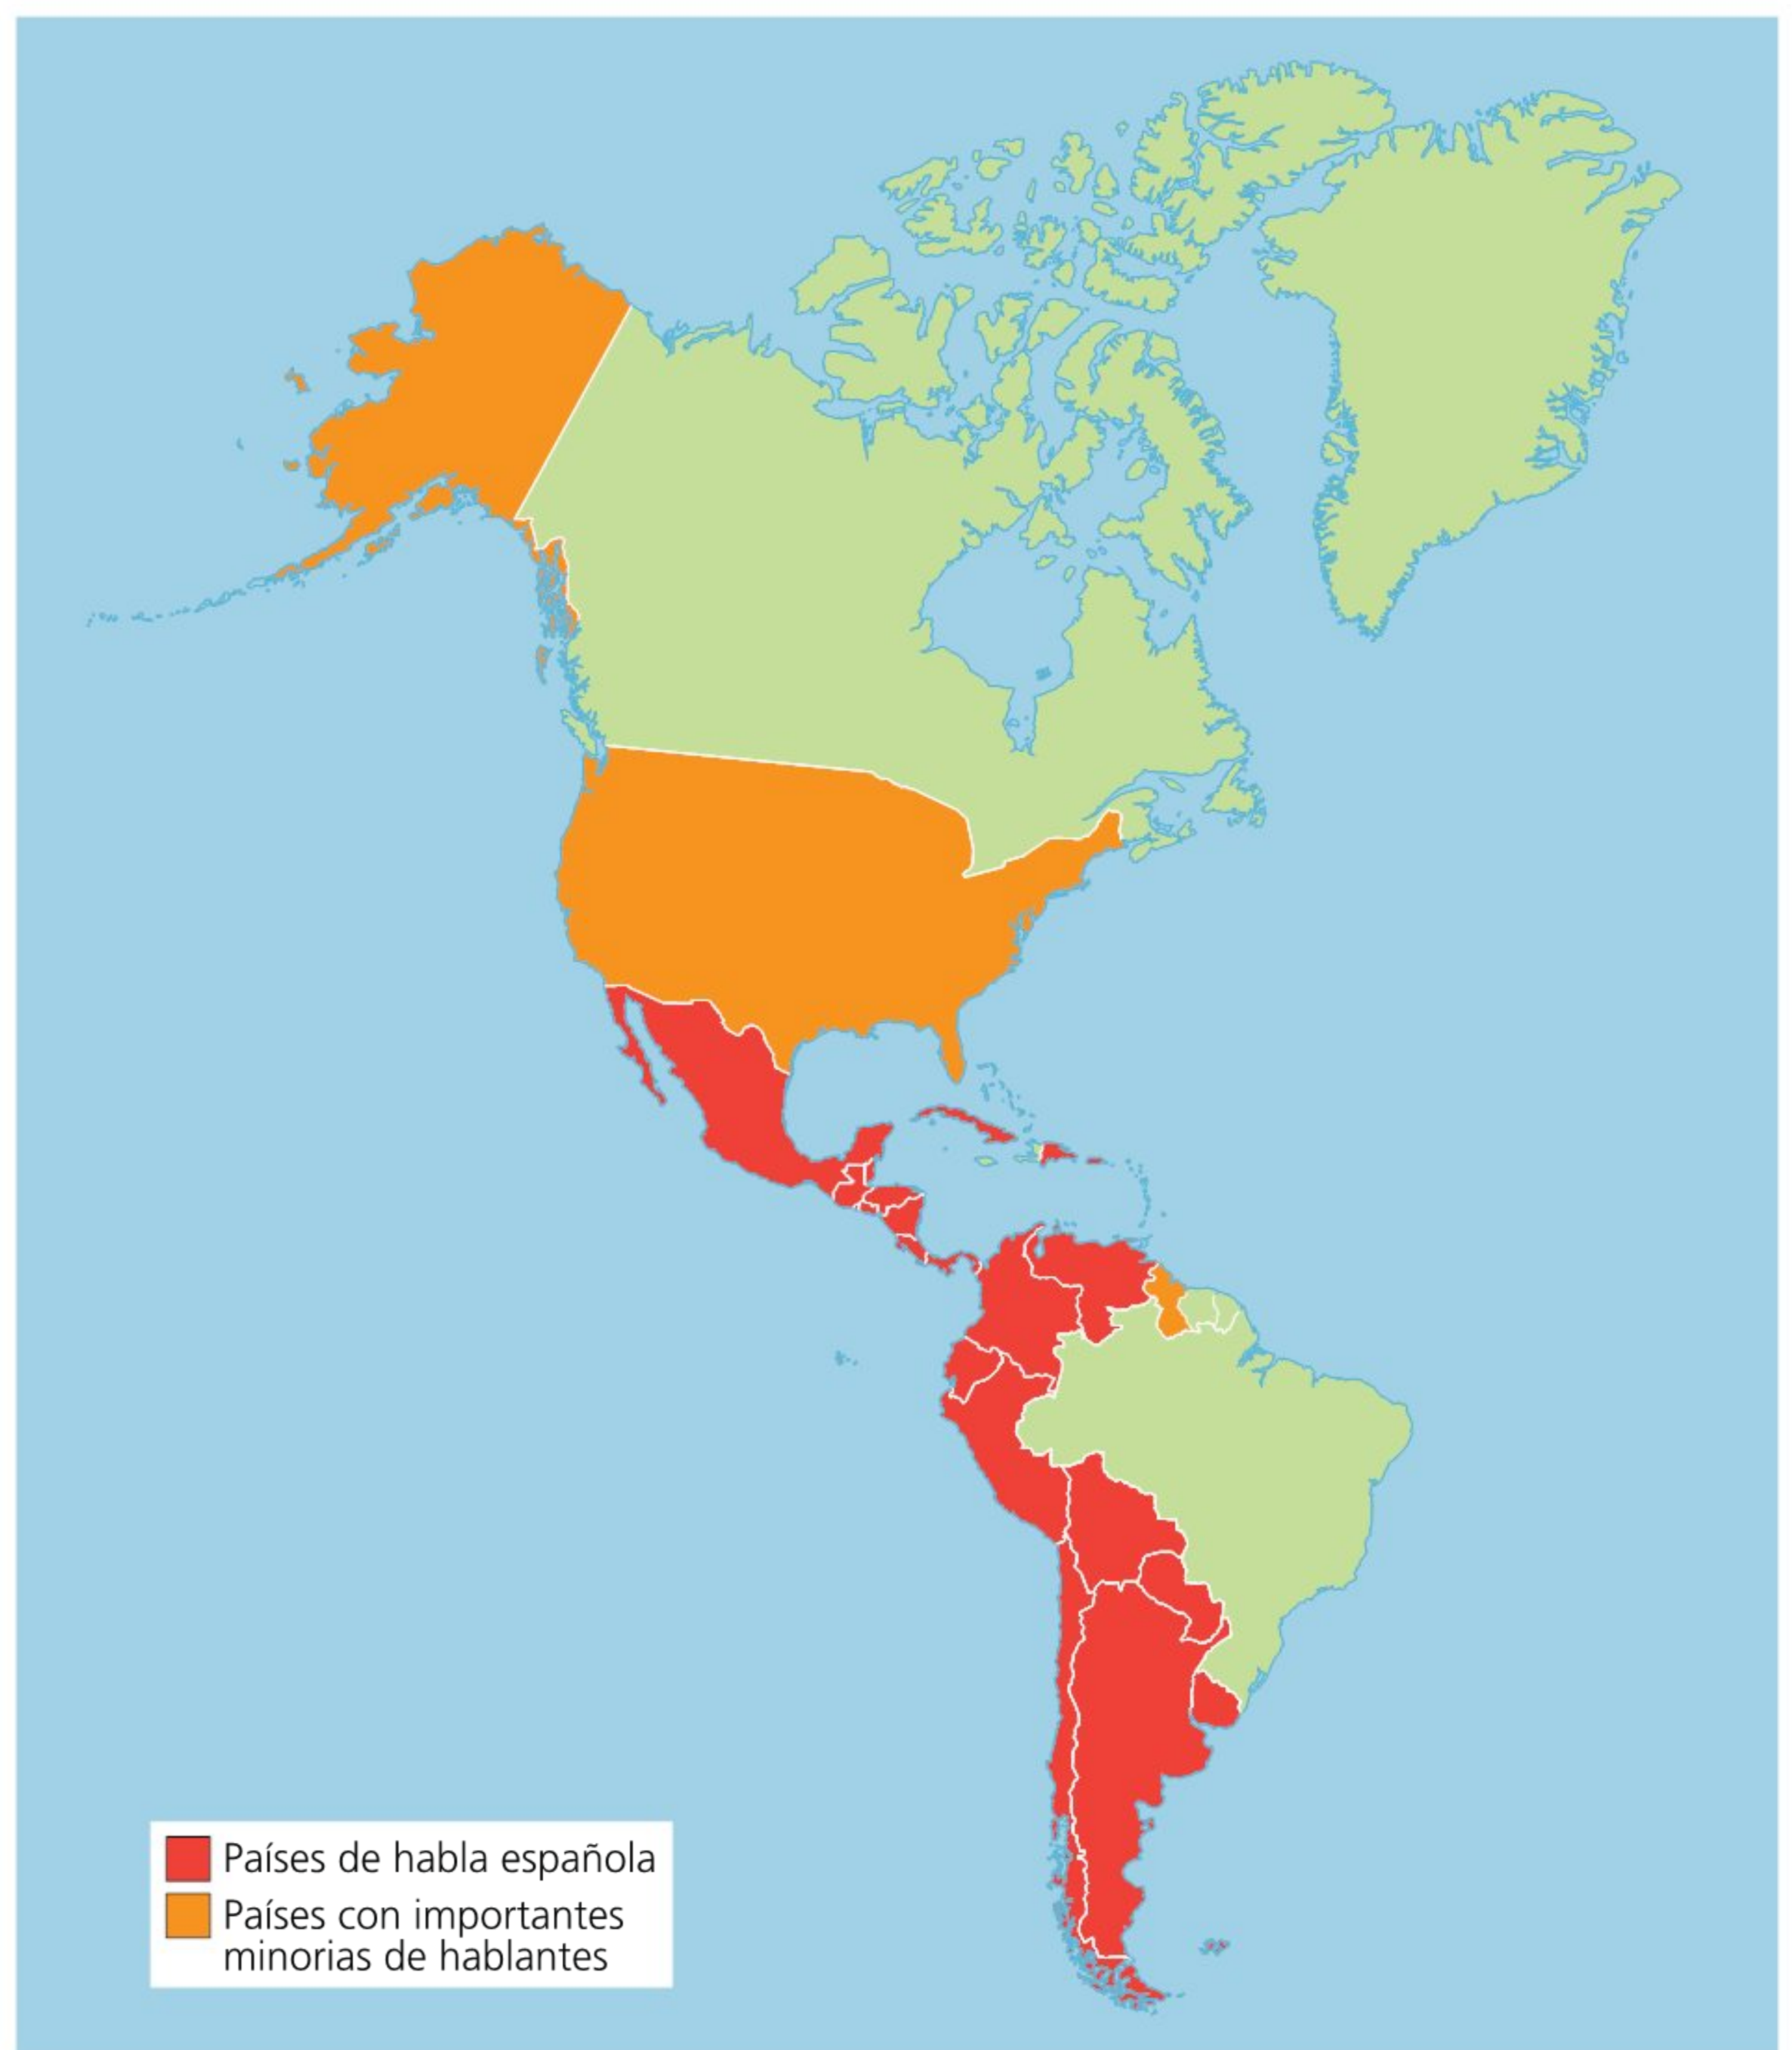 Países de habla española
Países con importantes
minorias de hablantes